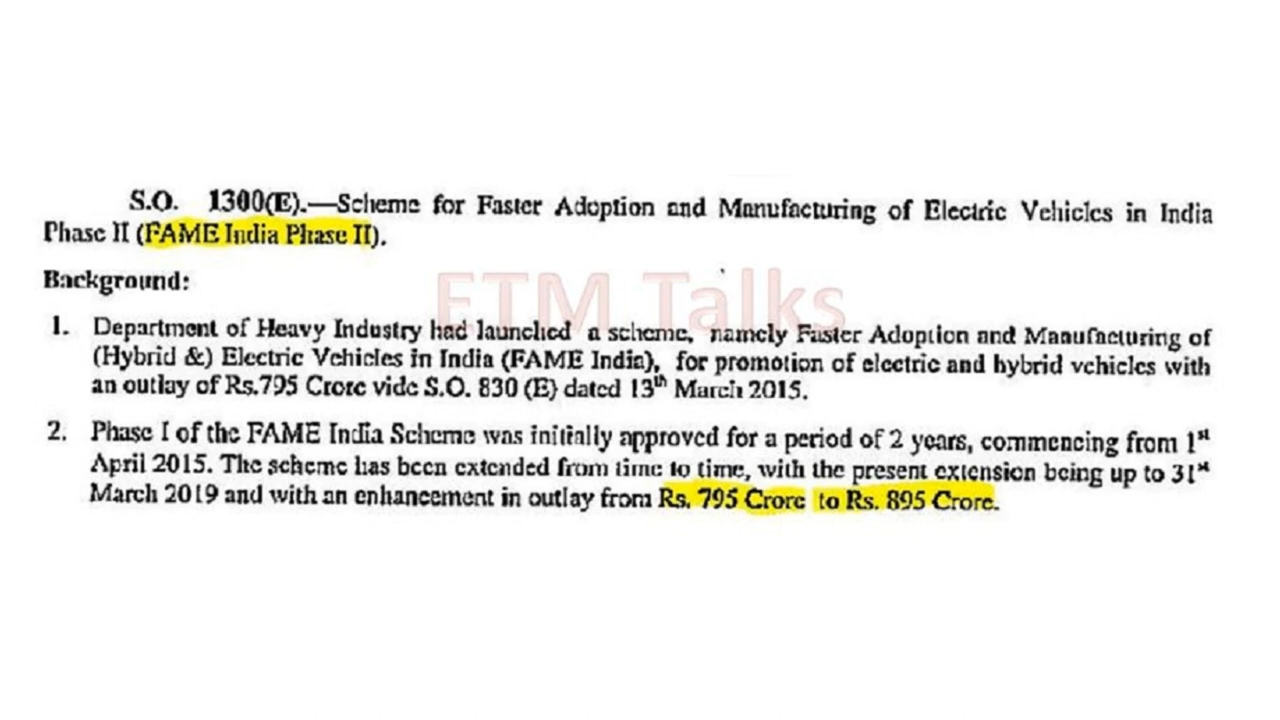 S.O. 1300(E).—Scheme for Faster Adoption and Manufacturing of Electric Vehicles in India
Phase II (FAME India Phase II).
Background:
ETM Talks
1. Department of Heavy Industry had launched a scheme, namely Faster Adoption and Manufacturing of
(Hybrid &) Electric Vehicles in India (FAME India), for promotion of electric and hybrid vehicles with
an outlay of Rs.795 Crore vide S.O. 830 (E) dated 13th March 2015.
2. Phase I of the FAME India Scheme was initially approved for a period of 2 years, commencing from 1st
April 2015. The scheme has been extended from time to time, with the present extension being up to 31st
March 2019 and with an enhancement in outlay from Rs. 795 Crore to Rs. 895 Crore.